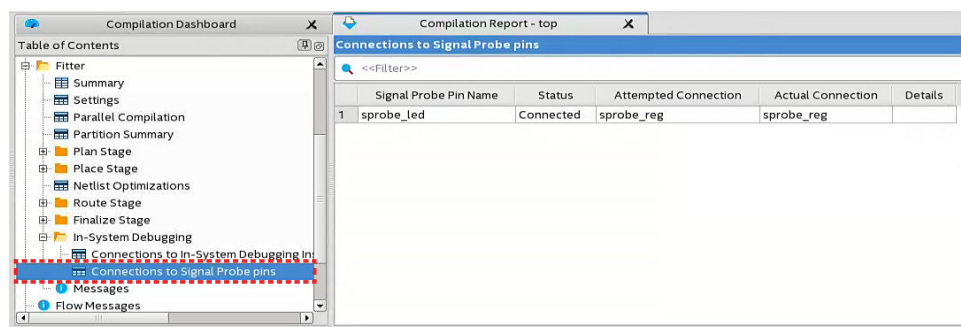 Compilation Dashboard
Compilation Report - top
Table of Contents
Connections to Signal Probe pins
<<Filter>>
Fitter
Summary
Settings
Parallel Compilation
Partition Summary
Plan Stage
Place Stage
Netlist Optimizations
Route Stage
Finalize Stage
In-System Debugging
Connections to In-System Debugging In
Connections to Signal Probe pins
Messages
Flow Messages
Signal Probe Pin Name Status Attempted Connection Actual Connection Details
1 sprobe_led Connected sprobe_reg sprobe_reg